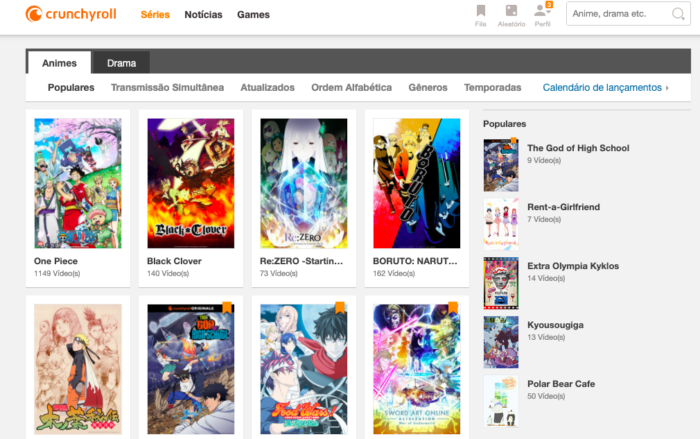 crunchyroll
Séries
Notícias
Games
Fila
Aleatório
Perfil
3
Anime, drama etc.
Animes
Drama
Populares
Transmissão Simultânea
Atualizados
Ordem Alfabética
Gêneros
Temporadas
Calendário de lançamentos
One Piece
1149 Vídeo(s)
Black Clover
Black Clover
140 Vídeo(s)
Re:ZERO
Re:ZERO -Startin...
73 Vídeo(s)
BORUTO
BORUTO: NARUT...
162 Vídeo(s)
crunchyroll ORIGINALS
THE GOD OF HIGH SCHOOL
Food Wars!
SWORD ART ONLINE
ALICIZATION
War of Underworld
Populares
The God of High School
9 Vídeo(s)
Rent-a-Girlfriend
7 Vídeo(s)
Extra Olympia Kyklos
14 Vídeo(s)
Kyousougiga
13 Vídeo(s)
Polar Bear Cafe
50 Vídeo(s)